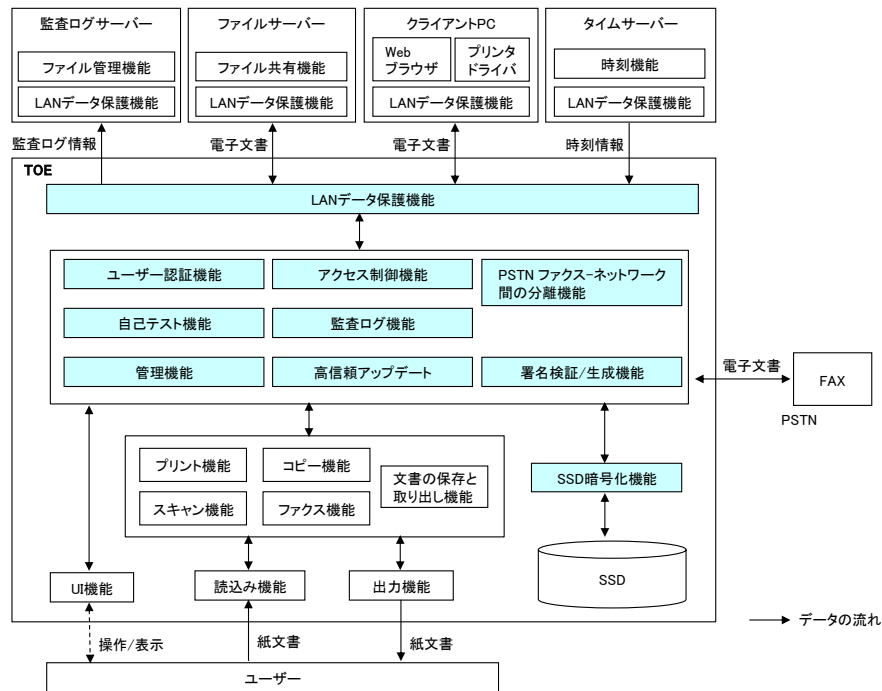 監査ログサーバー
ファイルサーバー
クライアントPC
タイムサーバー
ファイル管理機能
ファイル共有機能
Web
ブラウザ
プリンタ
ドライバ
時刻機能
LANデータ保護機能
LANデータ保護機能
LANデータ保護機能
LANデータ保護機能
監査ログ情報
電子文書
電子文書
時刻情報
TOE
LANデータ保護機能
ユーザー認証機能
アクセス制御機能
PSTN ファクス-ネットワーク
間の分離機能
自己テスト機能
監査ログ機能
管理機能
高信頼アップデート
署名検証/生成機能
電子文書
FAX
PSTN
プリント機能
コピー機能
文書の保存と
取り出し機能
スキャン機能
ファクス機能
SSD暗号化機能
SSD
UI機能
読込み機能
出力機能
データの流れ
操作/表示
紙文書
紙文書
ユーザー